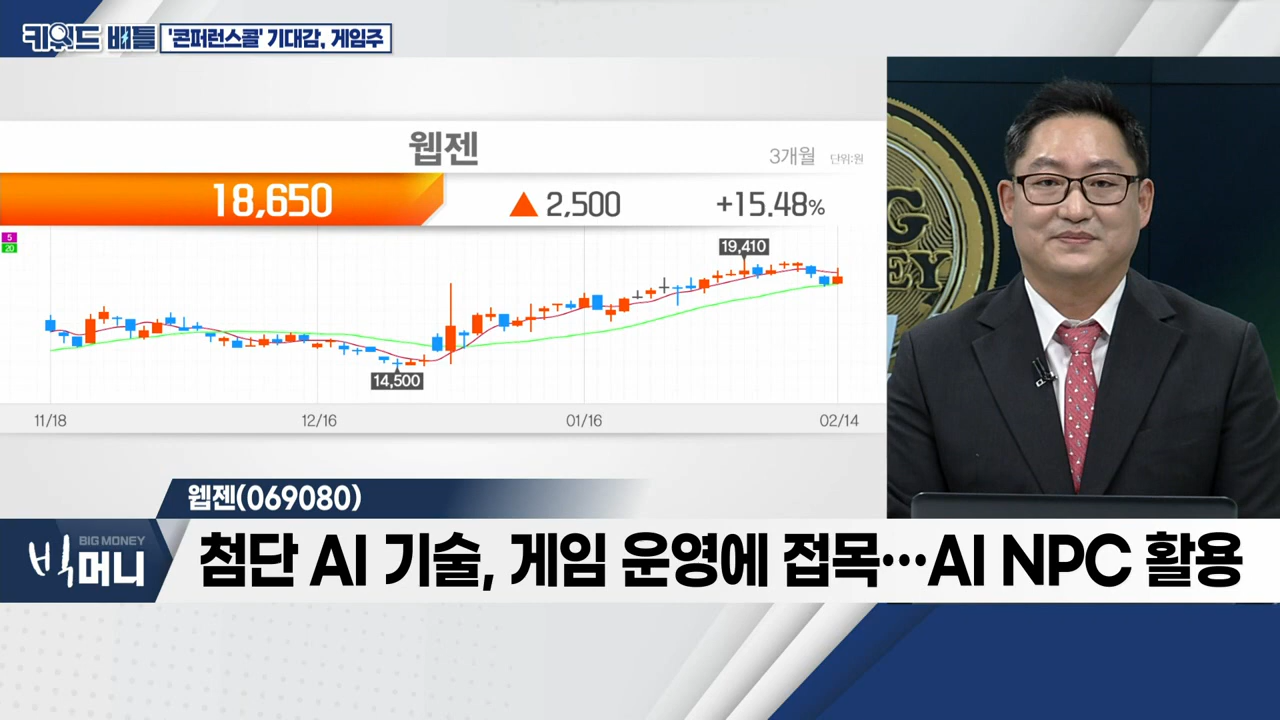 키워드 배틀
'콘퍼런스콜' 기대감, 게임주
웹젠
3개월 단위:원
18,650 ▲ 2,500 +15.48%
5
20
19,410
14,500
11/18 12/16 01/16 02/14
웹젠(069080)
BIG MONEY
빅머니
첨단 AI 기술, 게임 운영에 접목…AI NPC 활용